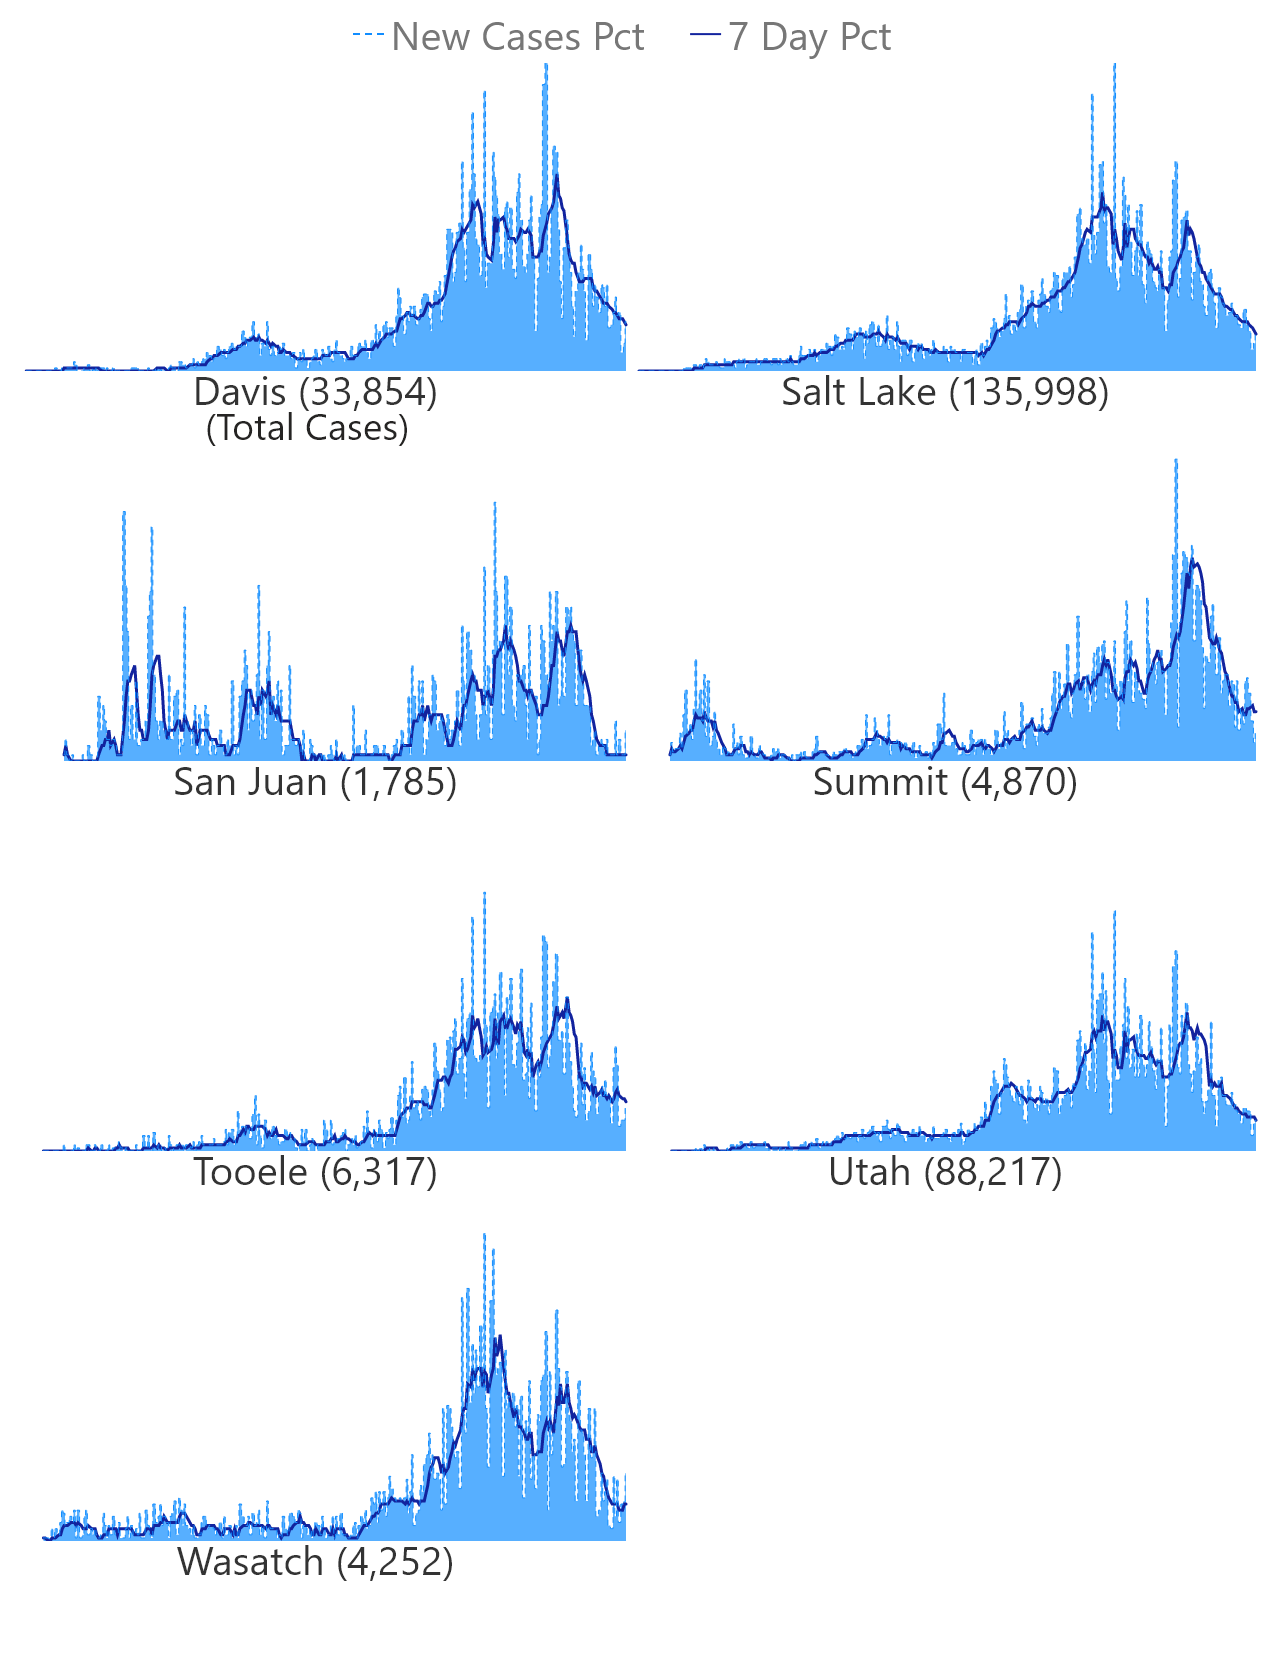 New Cases Pct 7 Day Pct
Davis (33,854) Salt Lake (135,998)
(Total Cases)
San Juan (1,785) Summit (4,870)
Tooele (6,317) Utah (88,217)
Wasatch (4,252)